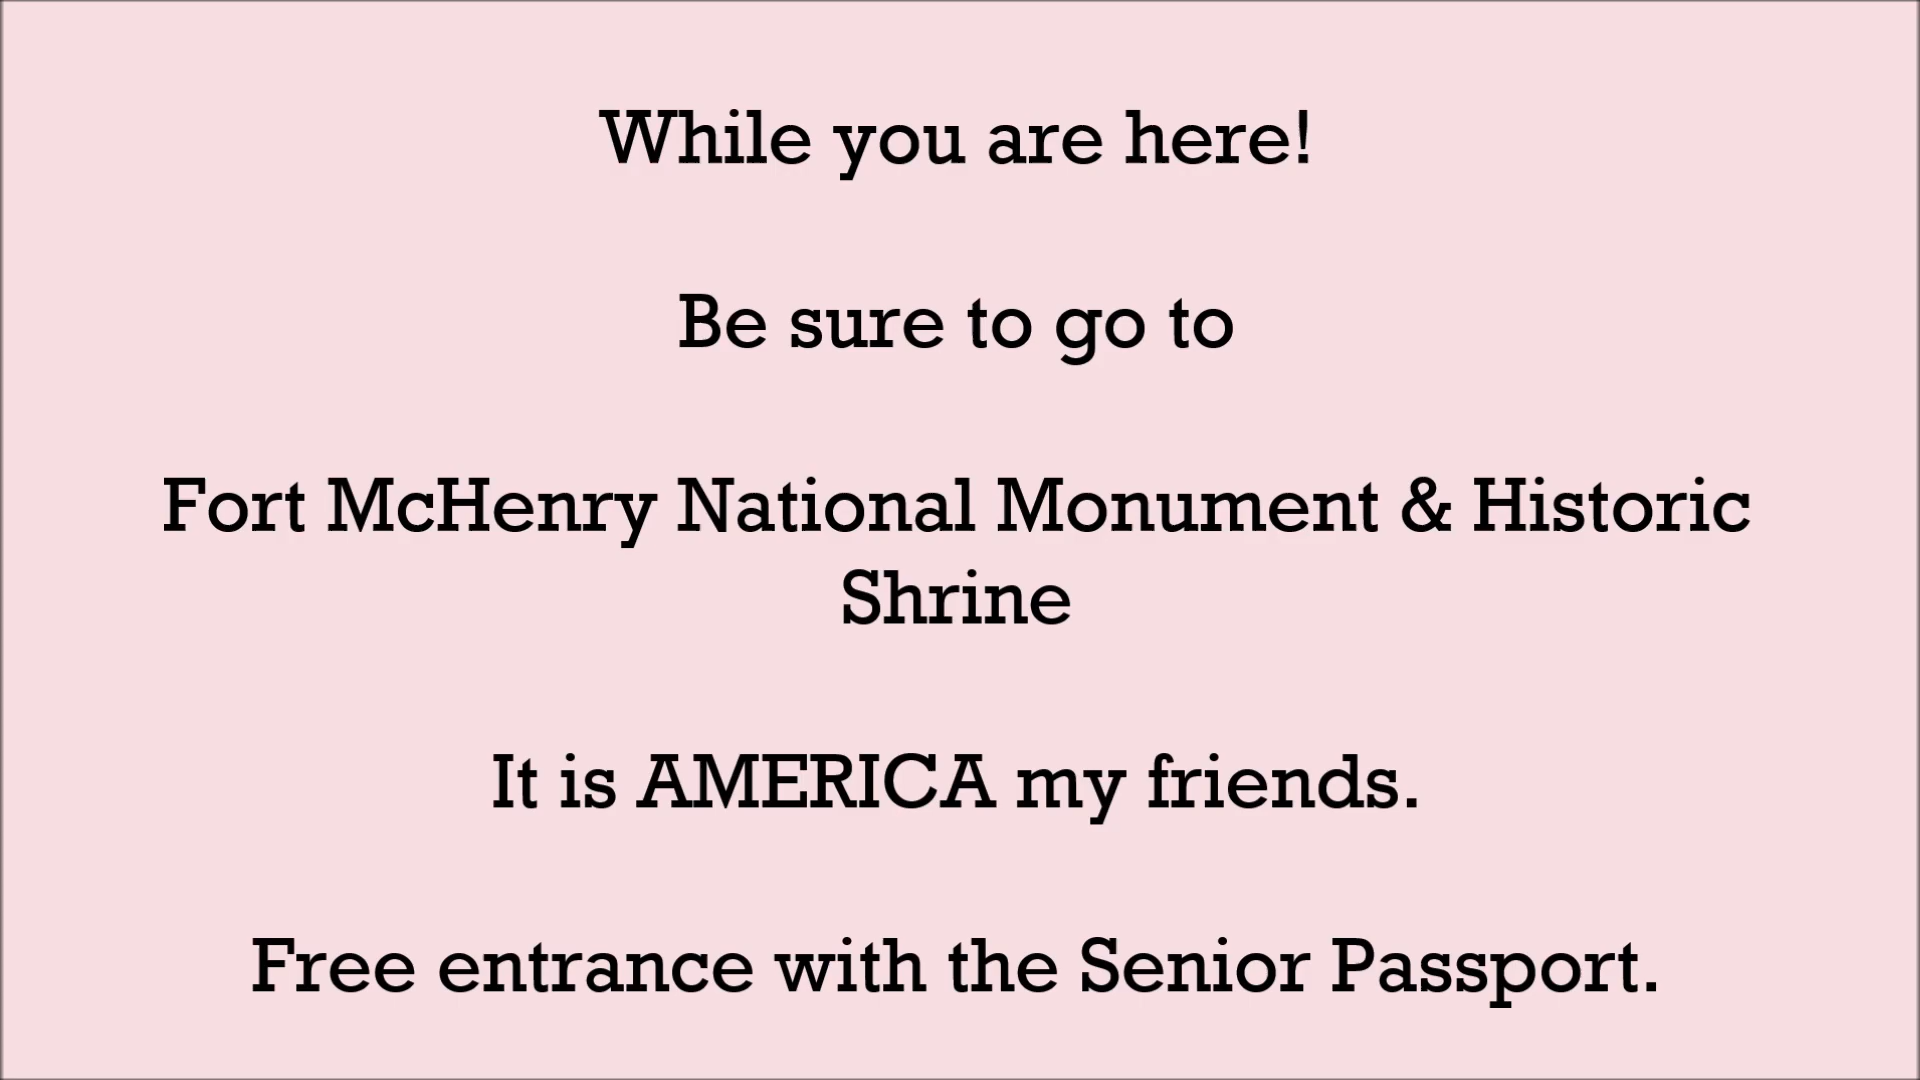 While you are here!
Be sure to go to
Fort McHenry National Monument & Historic
Shrine
It is AMERICA my friends.
Free entrance with the Senior Passport.